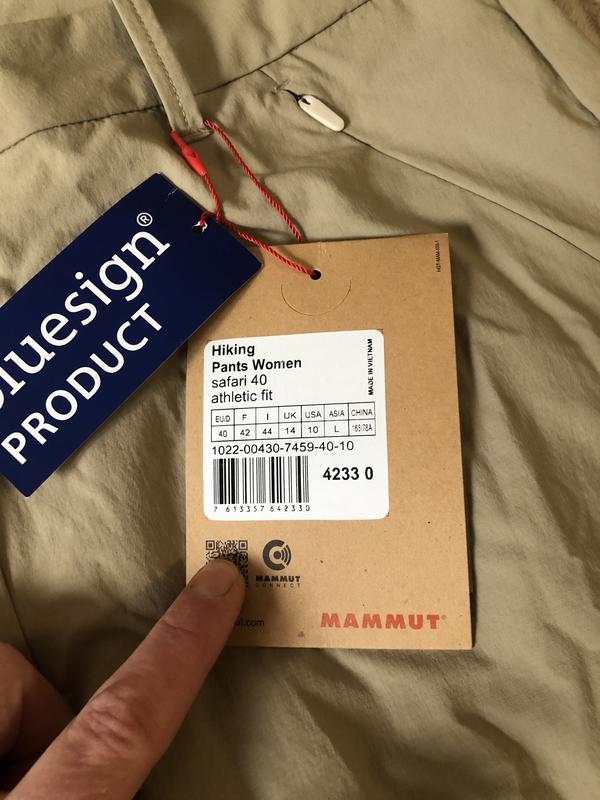 bluesign®
PRODUCT
Hiking
Pants Women
safari 40
athletic fit
MADE IN VIETNAM
EU/D F I UK USA ASIA CHINA
40 42 44 14 10 L 165/78A
1022-00430-7459-40-10
4233 0
7 613357 642330
MAMMUT
CONNECT
MAMMUT®